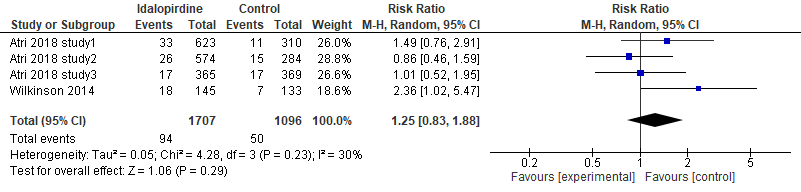 Idalopirdine Control Risk Ratio Risk Ratio
Study or Subgroup Events Total Events Total Weight M-H, Random, 95% CI M-H, Random, 95% CI
Atri 2018 study1 33 623 11 310 26.0% 1.49 [0.76, 2.91]
Atri 2018 study2 26 574 15 284 28.8% 0.86 [0.46, 1.59]
Atri 2018 study3 17 365 17 369 26.6% 1.01 [0.52, 1.95]
Wilkinson 2014 18 145 7 133 18.6% 2.36 [1.02, 5.47]
Total (95% CI) 1707 1096 100.0% 1.25 [0.83, 1.88]
Total events 94 50
Heterogeneity: Tau² = 0.05; Chi² = 4.28, df = 3 (P = 0.23); I² = 30%
Test for overall effect: Z = 1.06 (P = 0.29)
0.2 0.5 1 2 5
Favours [experimental] Favours [control]